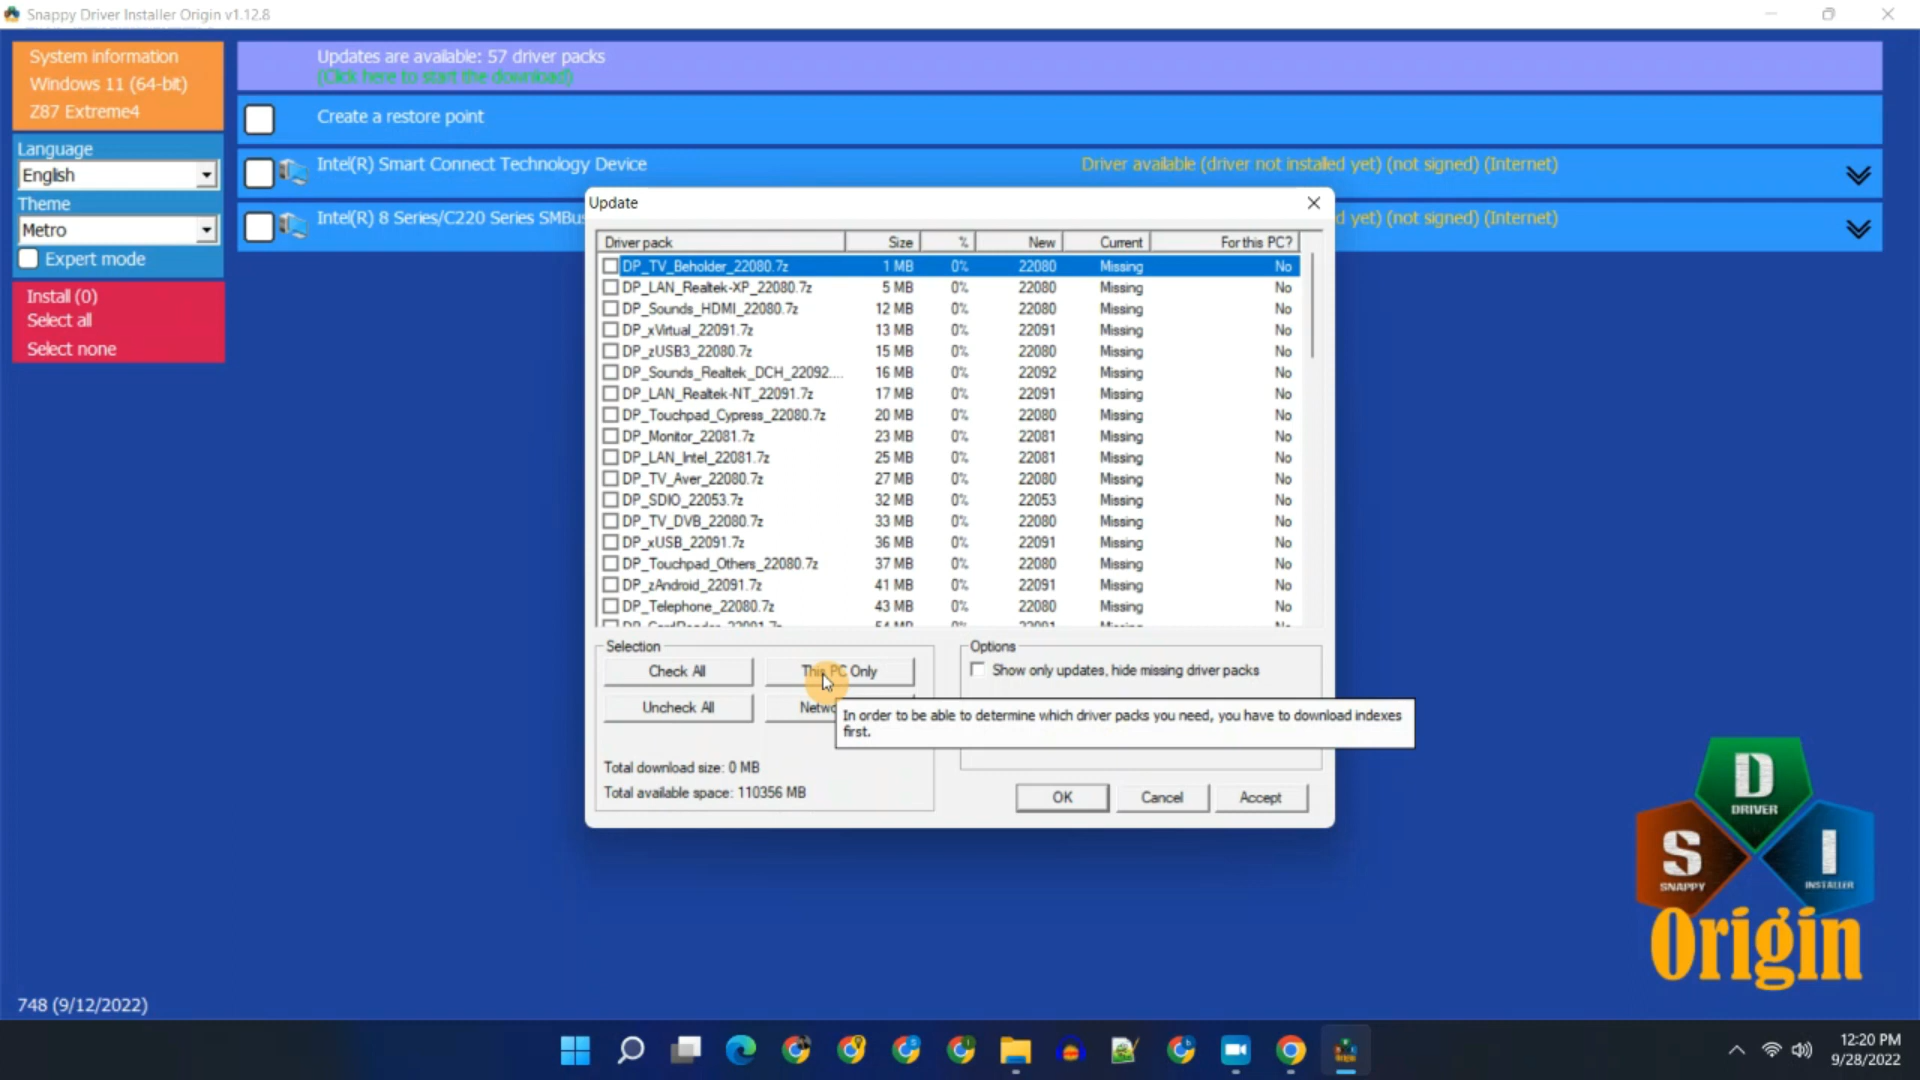 Snappy Driver Installer Origin v1.12.8
System information
Windows 11 (64-bit)
Z87 Extreme4
Language
English
Theme
Metro
Expert mode
Install (0)
Select all
Select none
Updates are available: 57 driver packs
(Click here to start the download)
Create a restore point
Intel(R) Smart Connect Technology Device
Driver available (driver not installed yet) (not signed) (Internet)
Intel(R) 8 Series/C220 Series SMBus
yet) (not signed) (Internet)
Update
Driver pack Size % New Current For this PC?
DP_TV_Beholder_22080.7z 1 MB 0% 22080 Missing No
DP_LAN_Realtek-XP_22080.7z 5 MB 0% 22080 Missing No
DP_Sounds_HDMI_22080.7z 12 MB 0% 22080 Missing No
DP_xVirtual_22091.7z 13 MB 0% 22091 Missing No
DP_zUSB3_22080.7z 15 MB 0% 22080 Missing No
DP_Sounds_Realtek_DCH_22092.... 16 MB 0% 22092 Missing No
DP_LAN_Realtek-NT_22091.7z 17 MB 0% 22091 Missing No
DP_Touchpad_Cypress_22080.7z 20 MB 0% 22080 Missing No
DP_Monitor_22081.7z 23 MB 0% 22081 Missing No
DP_LAN_Intel_22081.7z 25 MB 0% 22081 Missing No
DP_TV_Aver_22080.7z 27 MB 0% 22080 Missing No
DP_SDIO_22053.7z 32 MB 0% 22053 Missing No
DP_TV_DVB_22080.7z 33 MB 0% 22080 Missing No
DP_xUSB_22091.7z 36 MB 0% 22091 Missing No
DP_Touchpad_Others_22080.7z 37 MB 0% 22080 Missing No
DP_zAndroid_22091.7z 41 MB 0% 22091 Missing No
DP_Telephone_22080.7z 43 MB 0% 22080 Missing No
DP_CardReader_22091.7z 54 MB 0% 22091 Missing No
Selection
Check All
This PC Only
Uncheck All
Netwo
Total download size: 0 MB
Total available space: 110356 MB
Options
Show only updates, hide missing driver packs
In order to be able to determine which driver packs you need, you have to download indexes
first.
OK
Cancel
Accept
D
DRIVER
S
SNAPPY
I
INSTALLER
Origin
748 (9/12/2022)
12:20 PM
9/28/2022